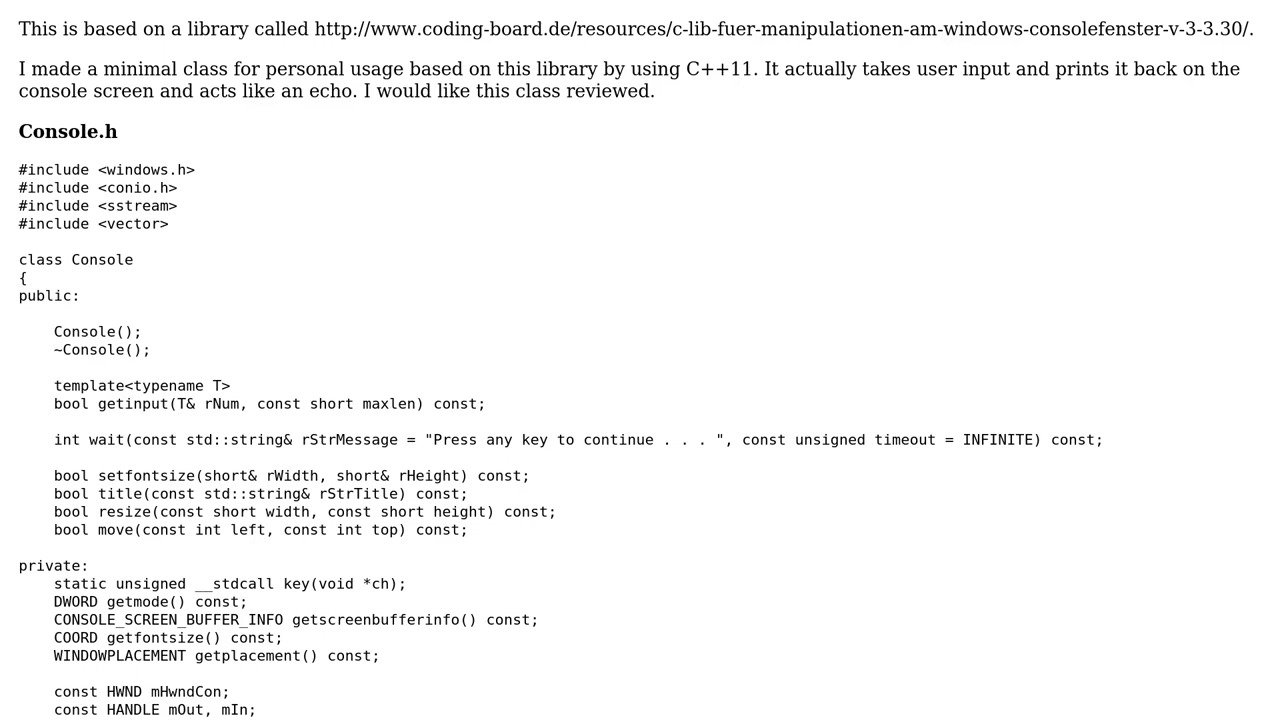 This is based on a library called http://www.coding-board.de/resources/c-lib-fuer-manipulationen-am-windows-consolefenster-v-3-3.30/.
I made a minimal class for personal usage based on this library by using C++11. It actually takes user input and prints it back on the
console screen and acts like an echo. I would like this class reviewed.
Console.h
#include <windows.h>
#include <conio.h>
#include <sstream>
#include <vector>
class Console
{
public:
    Console();
    ~Console();
    template<typename T>
    bool getinput(T& rNum, const short maxlen) const;
    int wait(const std::string& rStrMessage = "Press any key to continue . . . ", const unsigned timeout = INFINITE) const;
    bool setfontsize(short& rWidth, short& rHeight) const;
    bool title(const std::string& rStrTitle) const;
    bool resize(const short width, const short height) const;
    bool move(const int left, const int top) const;
private:
    static unsigned __stdcall key(void *ch);
    DWORD getmode() const;
    CONSOLE_SCREEN_BUFFER_INFO getscreenbufferinfo() const;
    COORD getfontsize() const;
    WINDOWPLACEMENT getplacement() const;
    const HWND mHwndCon;
    const HANDLE mOut, mIn;